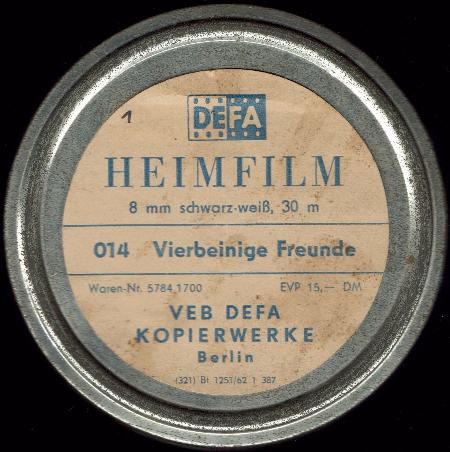 1
DEFA
HEIMFILM
8 mm schwarz-weiß, 30 m
014 Vierbeinige Freunde
Waren-Nr. 5784 1700 EVP 15,— DM
VEB DEFA
KOPIERWERKE
Berlin
(321) Bt 1251/62 1 387